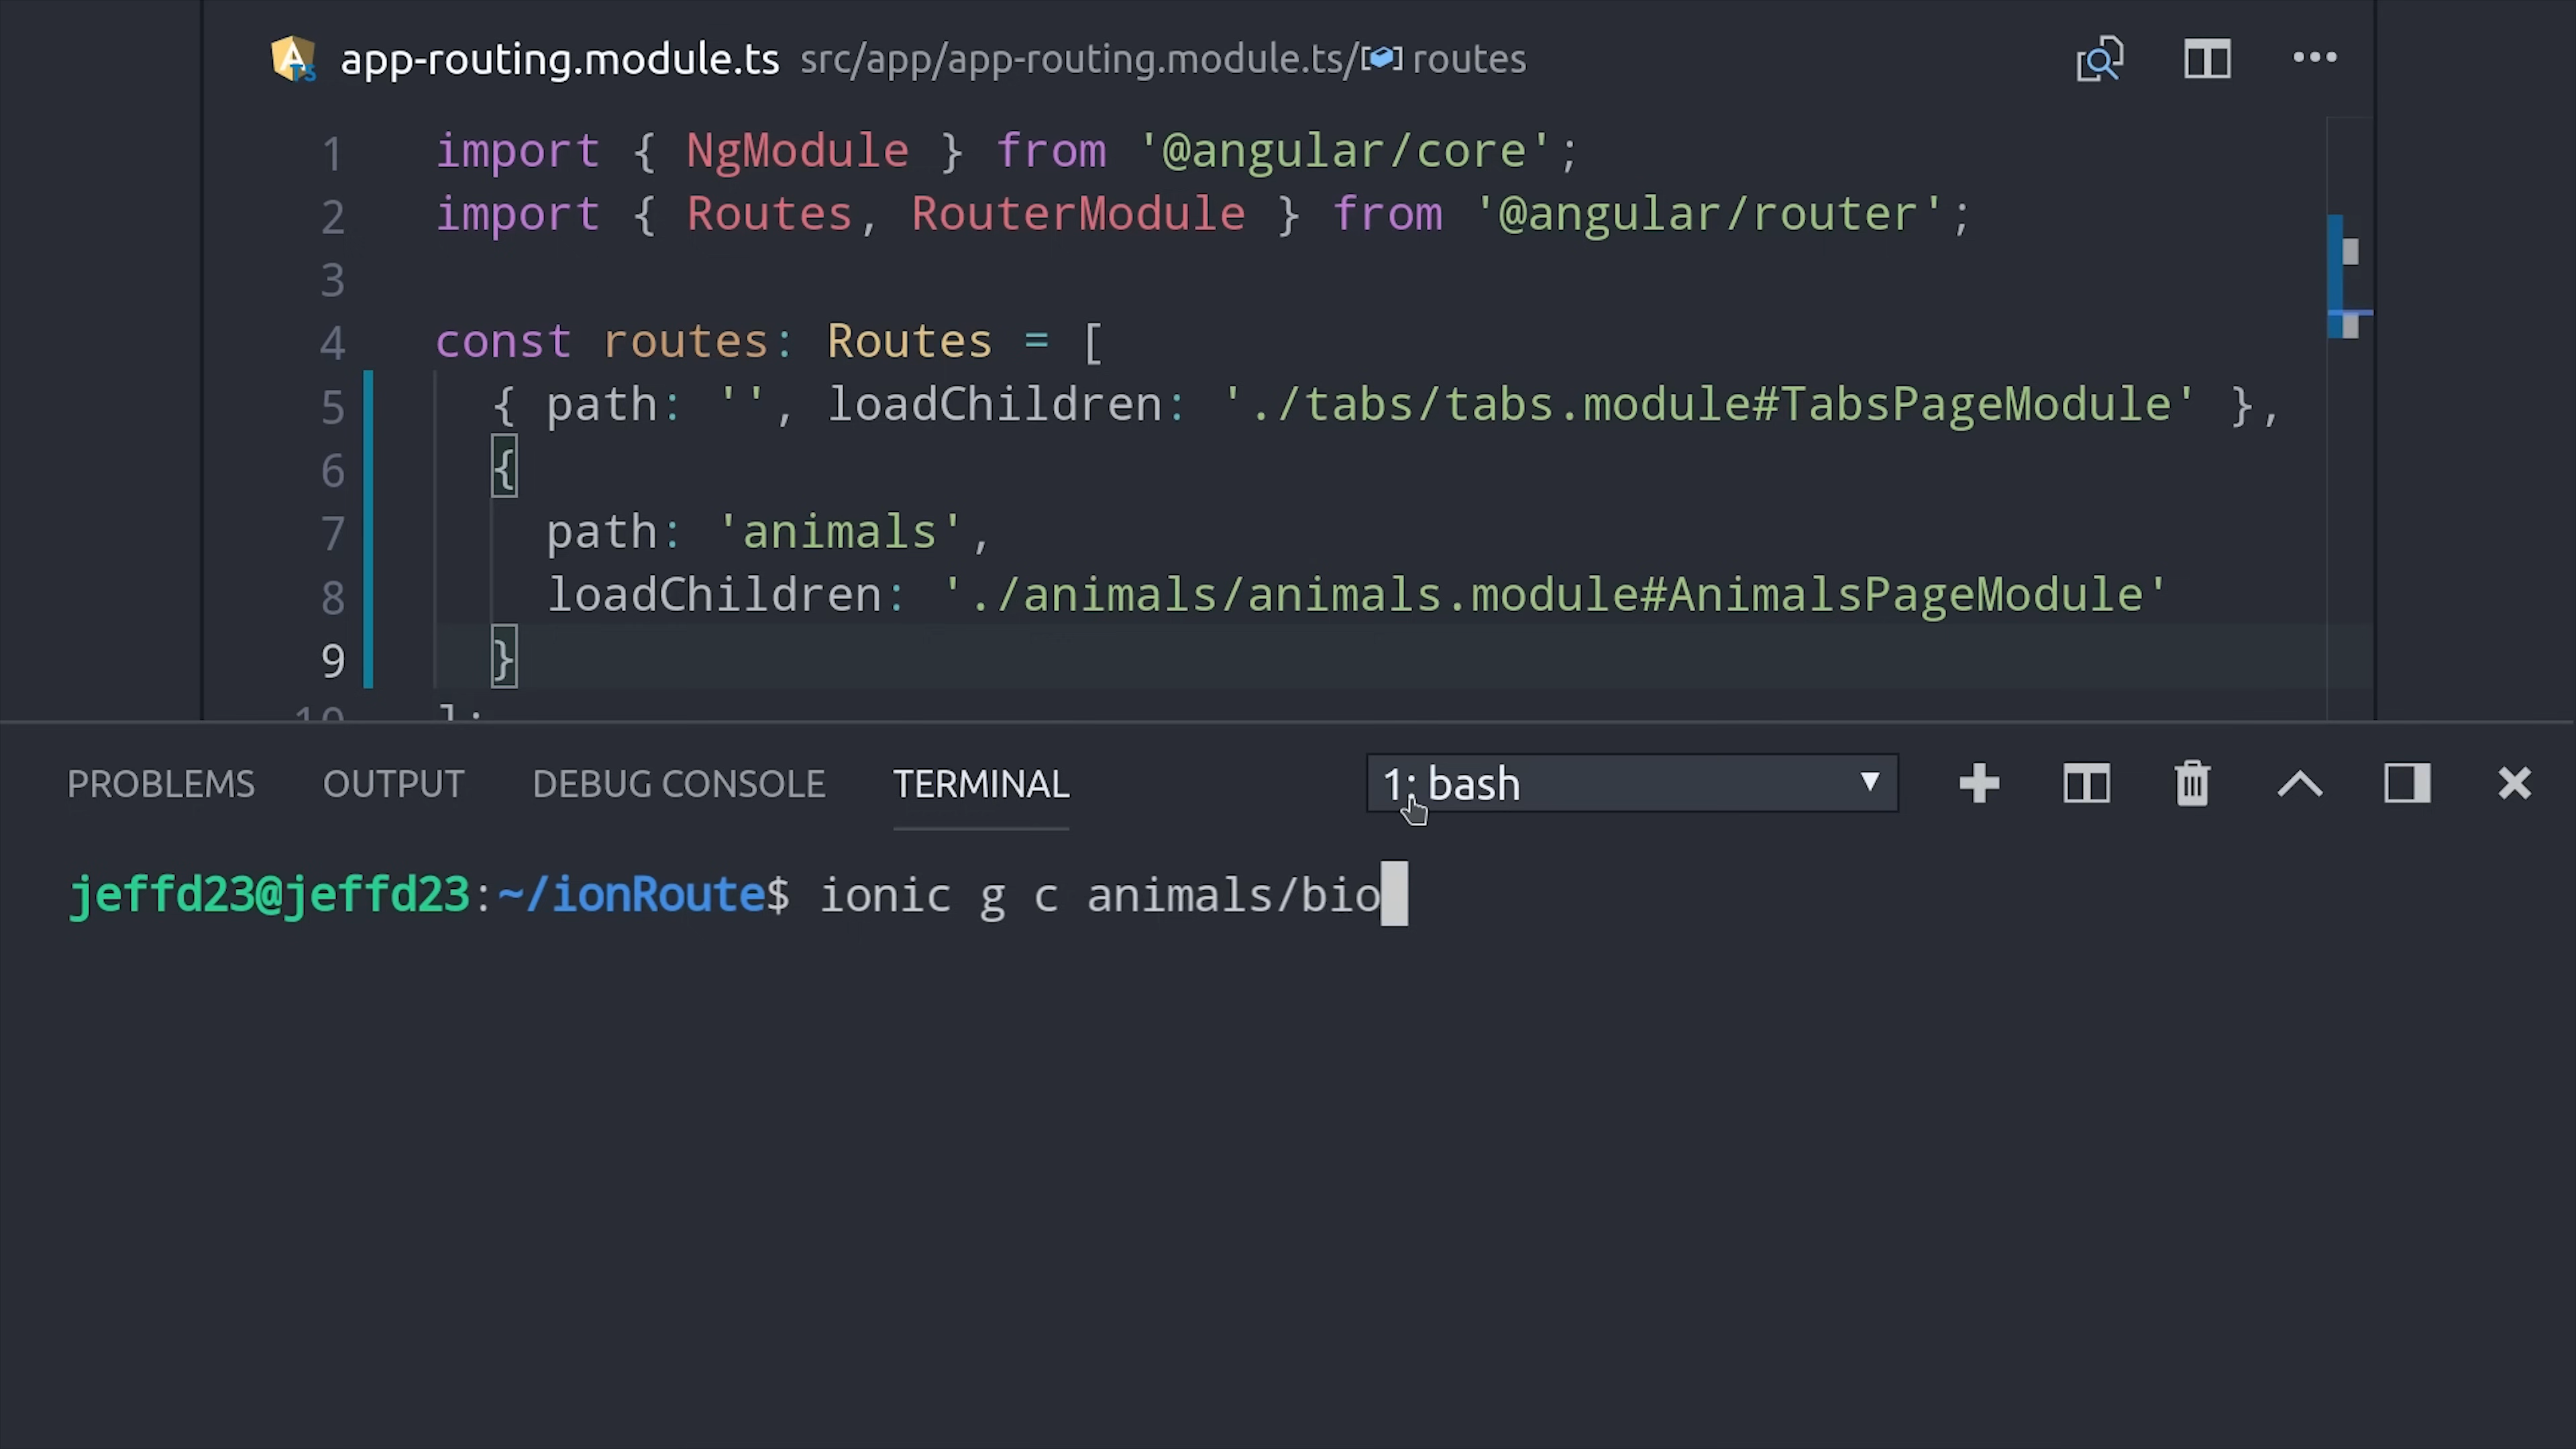 app-routing.module.ts src/app/app-routing.module.ts/ routes
1 import { NgModule } from '@angular/core';
2 import { Routes, RouterModule } from '@angular/router';
3
4 const routes: Routes = [
5 { path: '', loadChildren: './tabs/tabs.module#TabsPageModule' },
6 {
7 path: 'animals',
8 loadChildren: './animals/animals.module#AnimalsPageModule'
9 }
10 ];
PROBLEMS OUTPUT DEBUG CONSOLE TERMINAL 1: bash
jeffd23@jeffd23:~/ionRoute$ ionic g c animals/bio